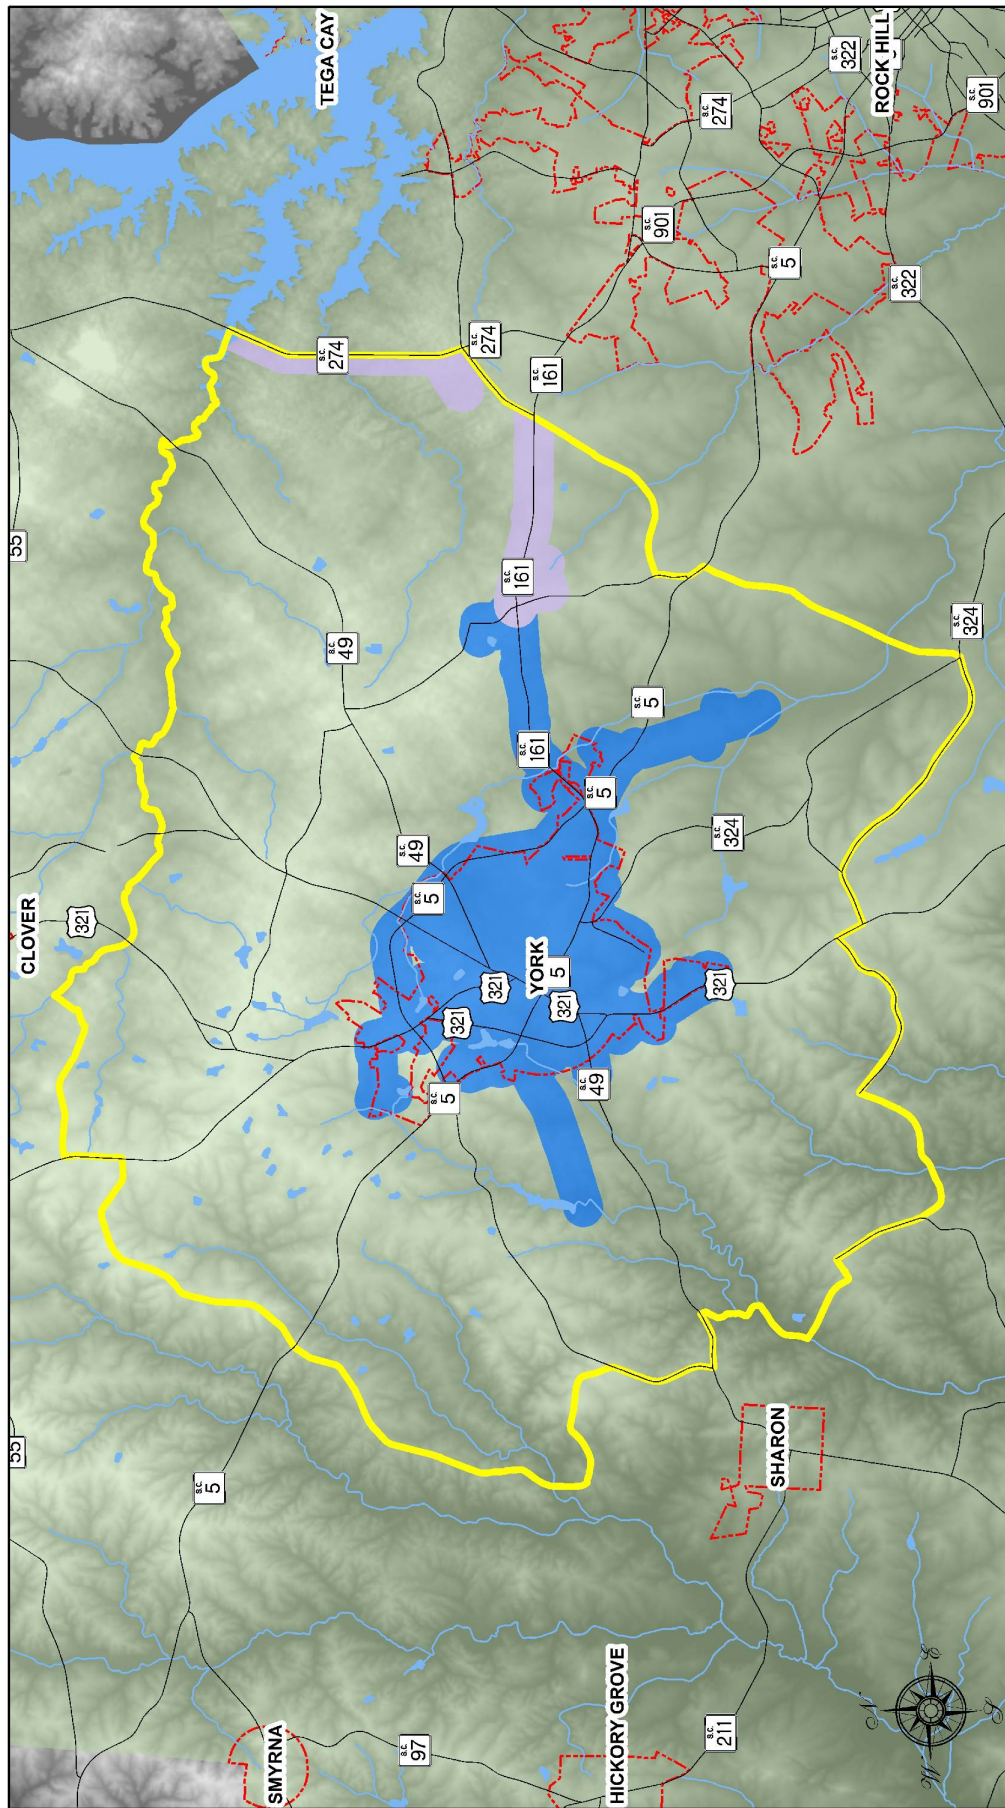 55
55
CLOVER
321
S.C.
5
SMYRNA
TEGA CAY
S.C.
274
S.C.
49
S.C.
49
S.C.
97
S.C.
5
S.C.
5
321
S.C.
274
321
S.C.
161
S.C.
161
YORK
S.C.
161
5
321
S.C.
49
S.C.
5
HICKORY GROVE
S.C.
5
S.C.
901
S.C.
274
321
S.C.
211
S.C.
324
SHARON
S.C.
5
S.C.
322
ROCK HILL
S.C.
322
S.C.
324
S.C.
901